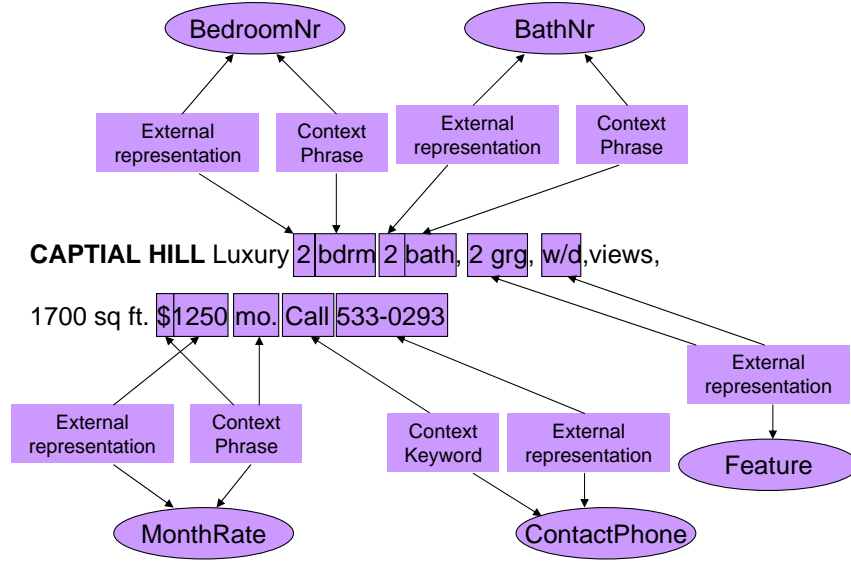 BedroomNr
BathNr
External
representation
Context
Phrase
External
representation
Context
Phrase
CAPTIAL HILL Luxury 2 bdrm 2 bath, 2 grg, w/d,views,
1700 sq ft. $1250 mo. Call 533-0293
External
representation
External
representation
Context
Phrase
Context
Keyword
External
representation
Feature
MonthRate
ContactPhone